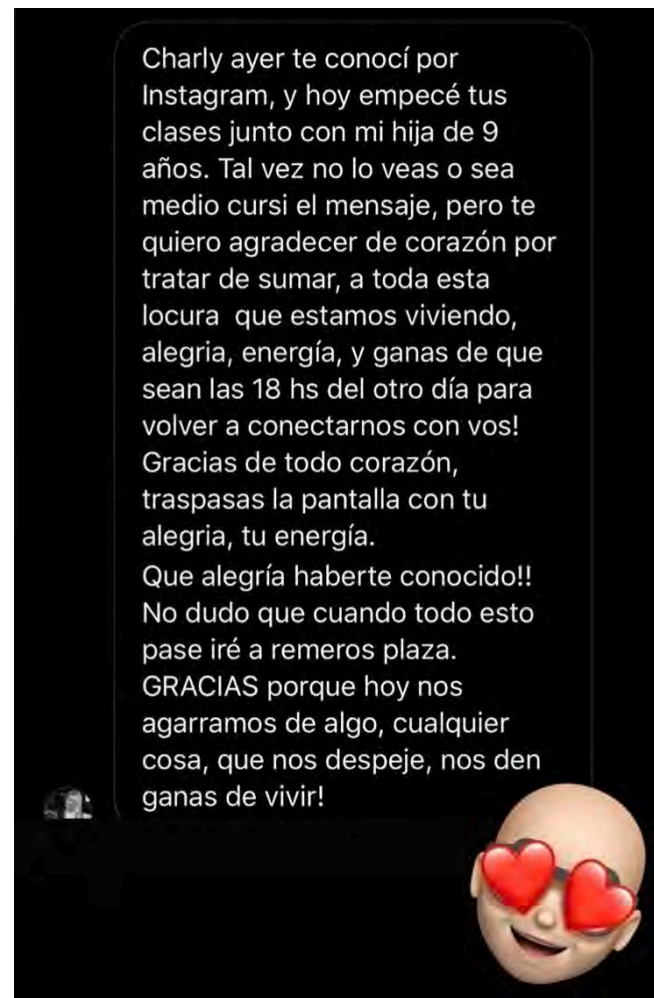 Charly ayer te conocí por
Instagram, y hoy empecé tus
clases junto con mi hija de 9
años. Tal vez no lo veas o sea
medio cursi el mensaje, pero te
quiero agradecer de corazón por
tratar de sumar, a toda esta
locura  que estamos viviendo,
alegria, energía, y ganas de que
sean las 18 hs del otro día para
volver a conectarnos con vos!
Gracias de todo corazón,
traspasas la pantalla con tu
alegria, tu energía.
Que alegría haberte conocido!!
No dudo que cuando todo esto
pase iré a remeros plaza.
GRACIAS porque hoy nos
agarramos de algo, cualquier
cosa, que nos despeje, nos den
ganas de vivir!